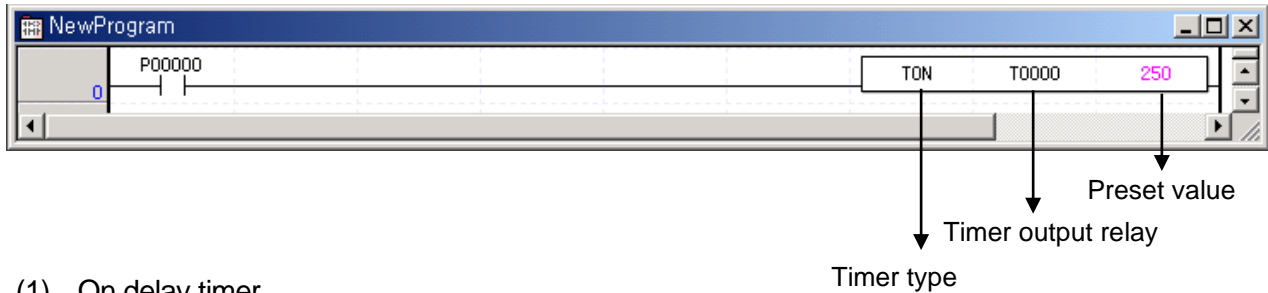 NewProgram
P00000
TON T0000 250
0
Preset value
Timer output relay
Timer type
(1) On delay timer